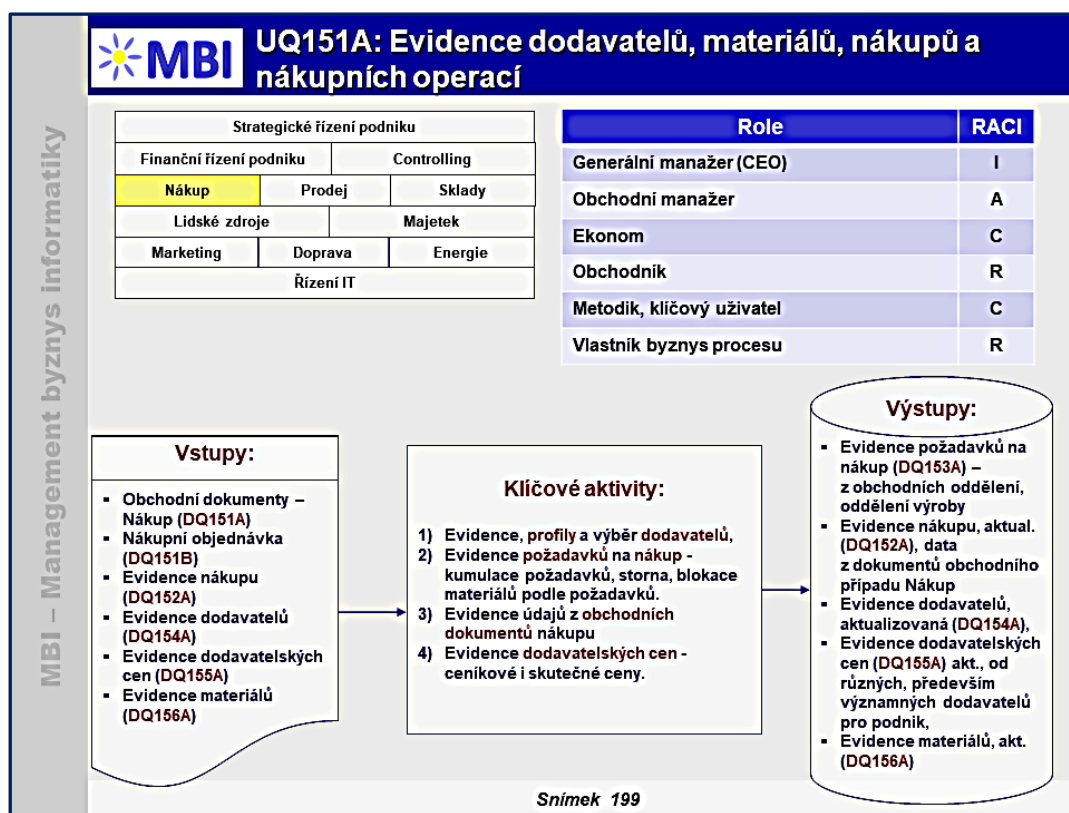 MBI – Management byznys informatiky
MBI
UQ151A: Evidence dodavatelů, materiálů, nákupů a
nákupních operací
Strategické řízení podniku
Finanční řízení podniku Controlling
Nákup Prodej Sklady
Lidské zdroje Majetek
Marketing Doprava Energie
Řízení IT
Role RACI
Generální manažer (CEO) I
Obchodní manažer A
Ekonom C
Obchodník R
Metodik, klíčový uživatel C
Vlastník byznys procesu R
Vstupy:
▪ Obchodní dokumenty –
Nákup (DQ151A)
▪ Nákupní objednávka
(DQ151B)
▪ Evidence nákupu
(DQ152A)
▪ Evidence dodavatelů
(DQ154A)
▪ Evidence dodavatelských
cen (DQ155A)
▪ Evidence materiálů
(DQ156A)
Klíčové aktivity:
1) Evidence, profily a výběr dodavatelů,
2) Evidence požadavků na nákup -
kumulace požadavků, storna, blokace
materiálů podle požadavků.
3) Evidence údajů z obchodních
dokumentů nákupu
4) Evidence dodavatelských cen -
ceníkové i skutečné ceny.
Výstupy:
▪ Evidence požadavků na
nákup (DQ153A) –
z obchodních oddělení,
oddělení výroby
▪ Evidence nákupu, aktual.
(DQ152A), data
z dokumentů obchodního
případu Nákup
▪ Evidence dodavatelů,
aktualizovaná (DQ154A),
▪ Evidence dodavatelských
cen (DQ155A) akt., od
různých, především
významných dodavatelů
pro podnik,
▪ Evidence materiálů, akt.
(DQ156A)
Snímek 199